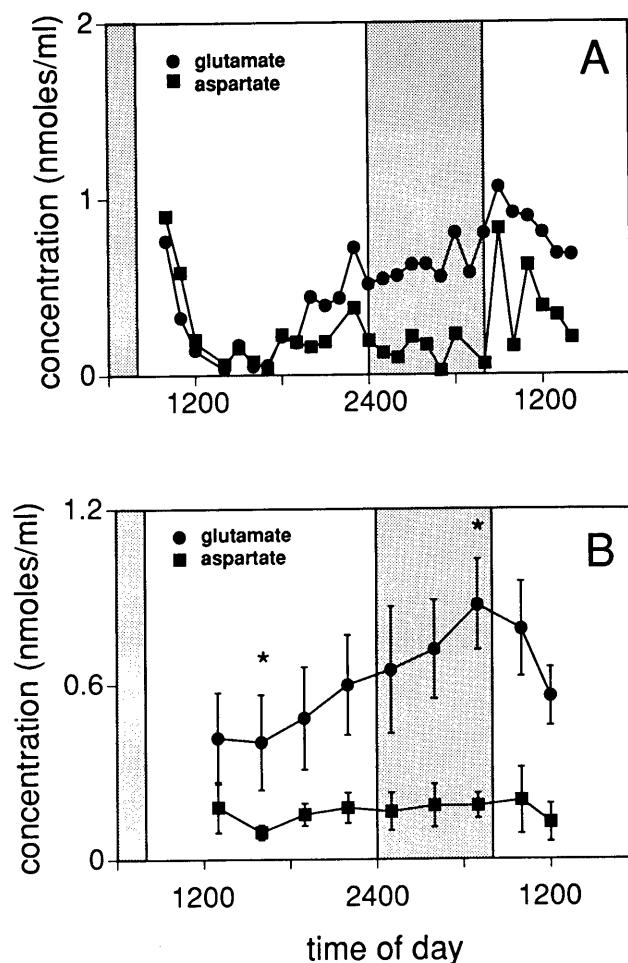 2
A
glutamate
aspartate
1
0
1200 2400 1200
concentration (nmoles/ml)
1.2
B
glutamate
aspartate
*
*
0.6
0
1200 2400 1200
concentration (nmoles/ml)
time of day